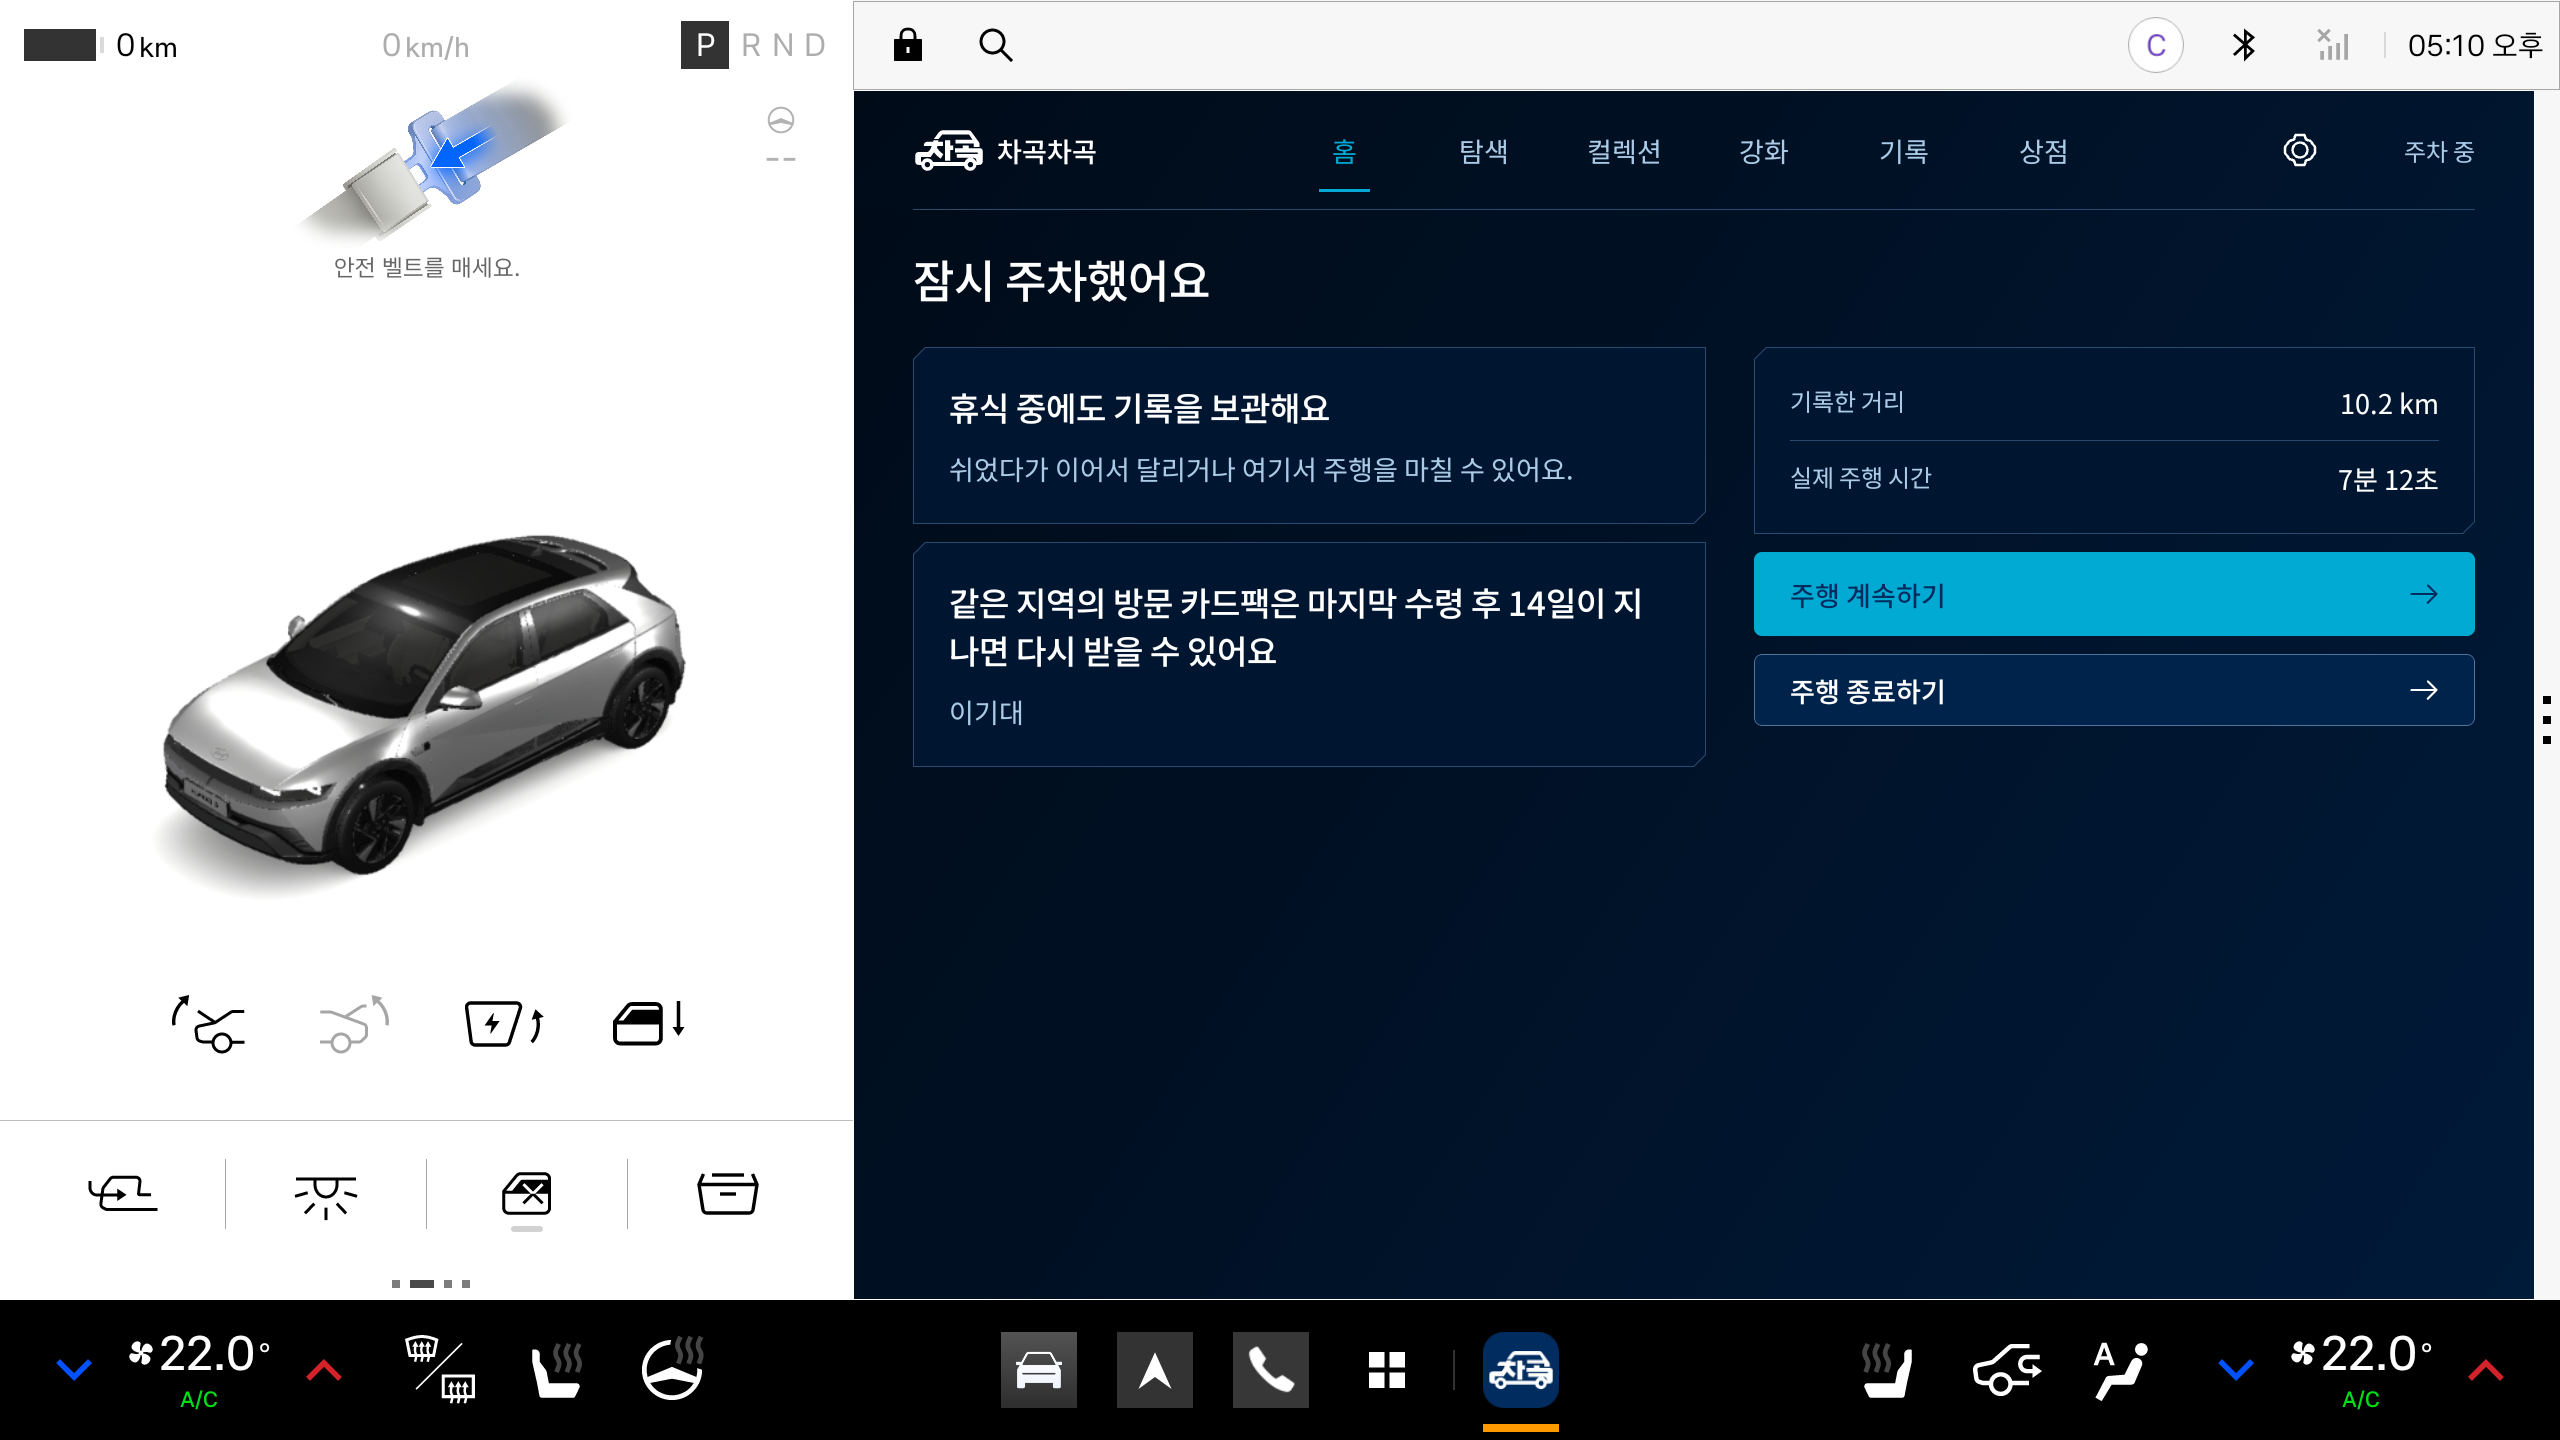 0 km
0 km/h
P R N D
C
05:10 오후
안전 벨트를 매세요.
차곡 차곡차곡
홈
탐색
컬렉션
강화
기록
상점
주차 중
잠시 주차했어요
휴식 중에도 기록을 보관해요
쉬었다가 이어서 달리거나 여기서 주행을 마칠 수 있어요.
같은 지역의 방문 카드팩은 마지막 수령 후 14일이 지
나면 다시 받을 수 있어요
이기대
기록한 거리
10.2 km
실제 주행 시간
7분 12초
주행 계속하기
주행 종료하기
22.0°
A/C
차곡
A
22.0°
A/C